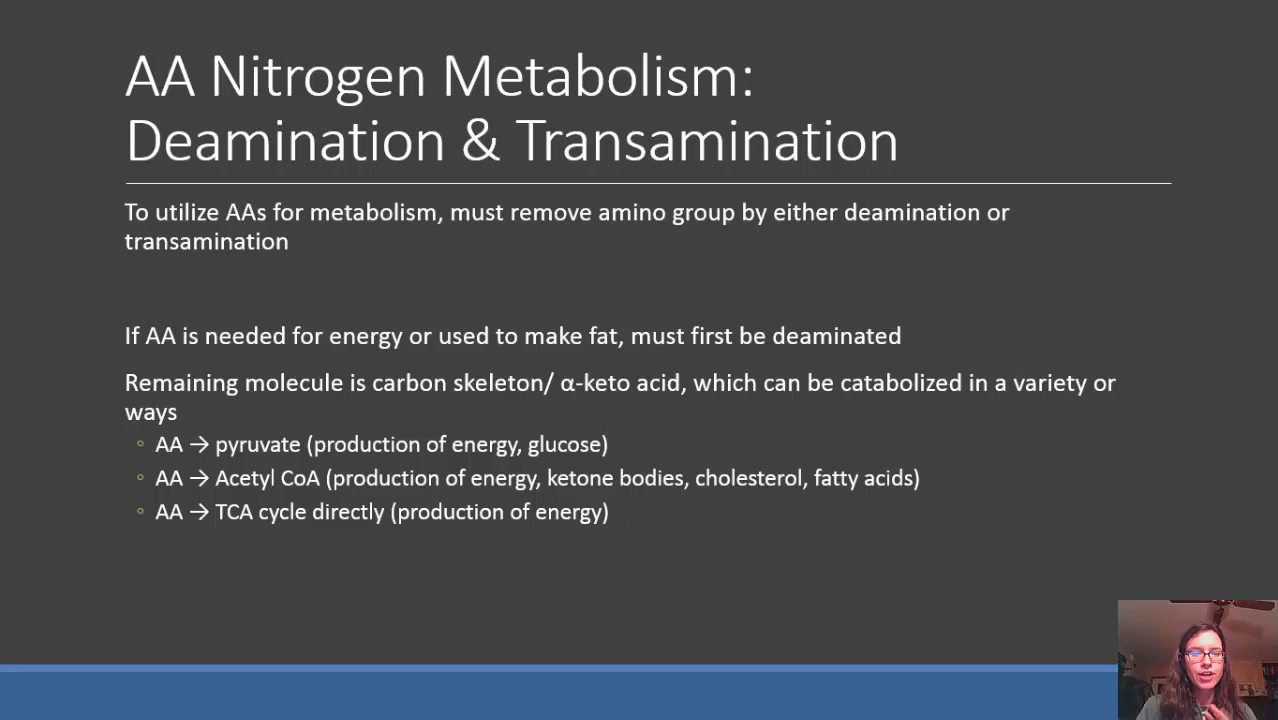 AA Nitrogen Metabolism:
Deamination & Transamination
To utilize AAs for metabolism, must remove amino group by either deamination or
transamination
If AA is needed for energy or used to make fat, must first be deaminated
Remaining molecule is carbon skeleton/ α-keto acid, which can be catabolized in a variety or
ways
◦ AA → pyruvate (production of energy, glucose)
◦ AA → Acetyl CoA (production of energy, ketone bodies, cholesterol, fatty acids)
◦ AA → TCA cycle directly (production of energy)